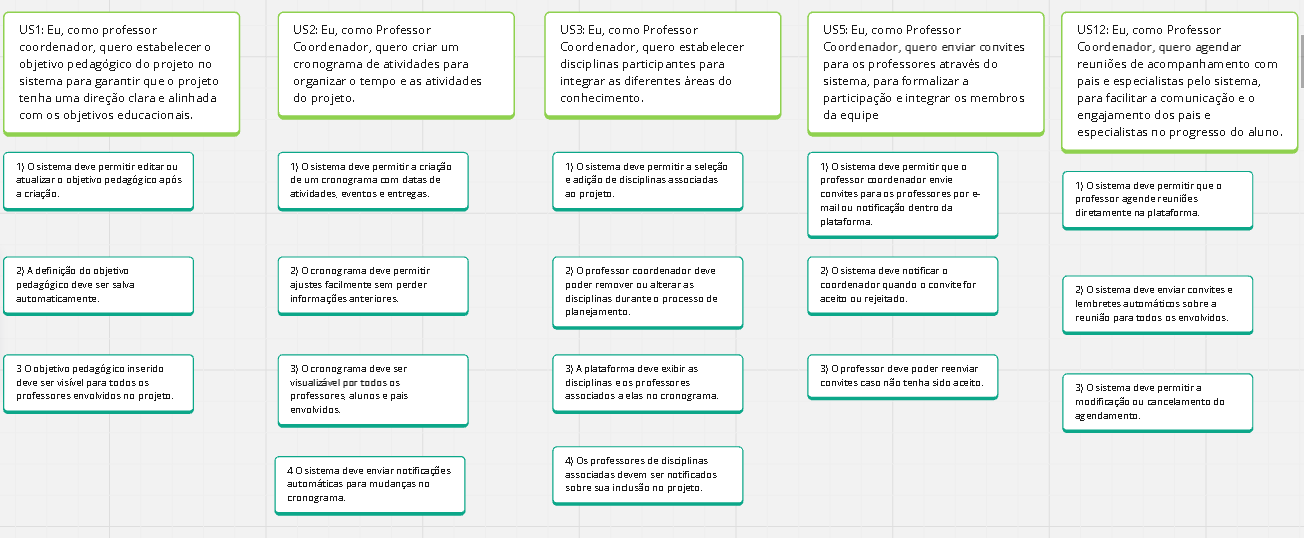 US1: Eu, como professor
coordenador, quero estabelecer o
objetivo pedagógico do projeto no
sistema para garantir que o projeto
tenha uma direção clara e alinhada
com os objetivos educacionais.
1) O sistema deve permitir editar ou
atualizar o objetivo pedagógico após
a criação.
2) A definição do objetivo
pedagógico deve ser salva
automaticamente.
3 O objetivo pedagógico inserido
deve ser visível para todos os
professores envolvidos no projeto.
US2: Eu, como Professor
Coordenador, quero criar um
cronograma de atividades para
organizar o tempo e as atividades
do projeto.
1) O sistema deve permitir a criação
de um cronograma com datas de
atividades, eventos e entregas.
2) O cronograma deve permitir
ajustes facilmente sem perder
informações anteriores.
3) O cronograma deve ser
visualizável por todos os
professores, alunos e pais
envolvidos.
4 O sistema deve enviar notificações
automáticas para mudanças no
cronograma.
US3: Eu, como Professor
Coordenador, quero estabelecer
disciplinas participantes para
integrar as diferentes áreas do
conhecimento.
1) O sistema deve permitir a seleção
e adição de disciplinas associadas
ao projeto.
2) O professor coordenador deve
poder remover ou alterar as
disciplinas durante o processo de
planejamento.
3) A plataforma deve exibir as
disciplinas e os professores
associados a elas no cronograma.
4) Os professores de disciplinas
associadas devem ser notificados
sobre sua inclusão no projeto.
US5: Eu, como Professor
Coordenador, quero enviar convites
para os professores através do
sistema, para formalizar a
participação e integrar os membros
da equipe
1) O sistema deve permitir que o
professor coordenador envie
convites para os professores por e-
mail ou notificação dentro da
plataforma.
2) O sistema deve notificar o
coordenador quando o convite for
aceito ou rejeitado.
3) O professor deve poder reenviar
convites caso não tenha sido aceito.
US12: Eu, como Professor
Coordenador, quero agendar
reuniões de acompanhamento com
pais e especialistas pelo sistema,
para facilitar a comunicação e o
engajamento dos pais e
especialistas no progresso do aluno.
1) O sistema deve permitir que o
professor agende reuniões
diretamente na plataforma.
2) O sistema deve enviar convites e
lembretes automáticos sobre a
reunião para todos os envolvidos.
3) O sistema deve permitir a
modificação ou cancelamento do
agendamento.